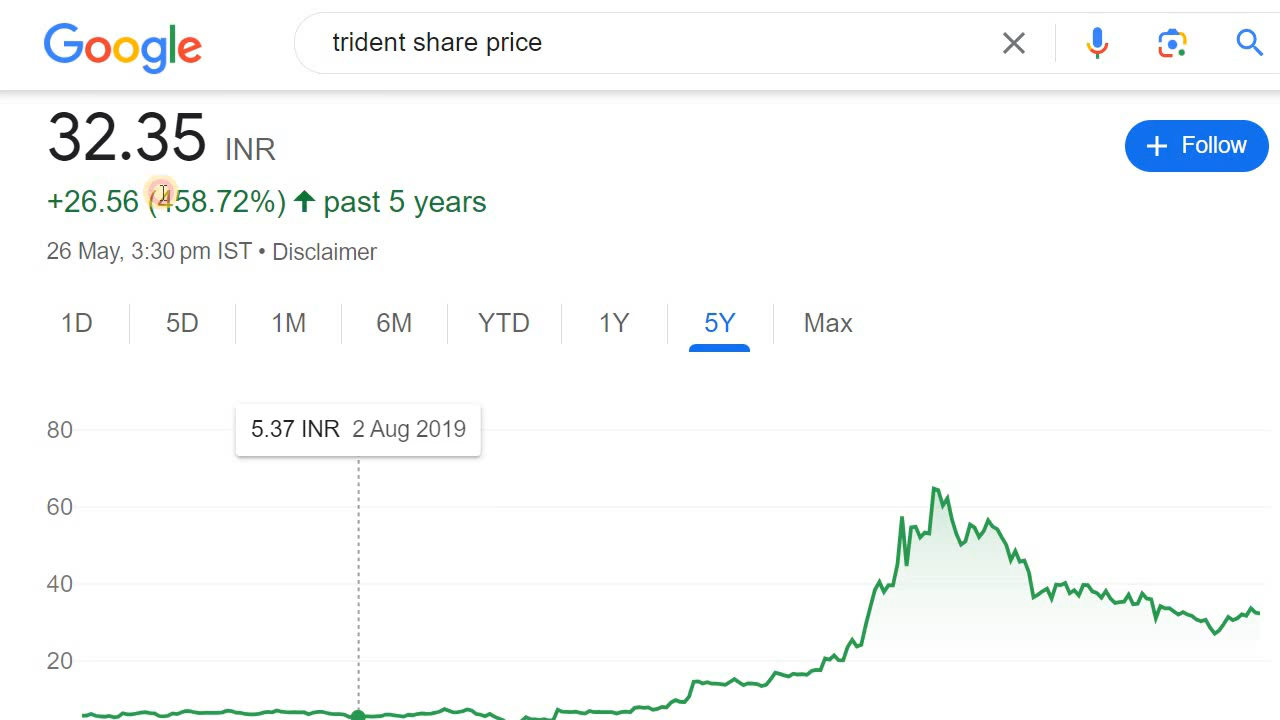 Google
trident share price
32.35 INR
+ Follow
+26.56 (458.72%) ↑ past 5 years
26 May, 3:30 pm IST • Disclaimer
1D 5D 1M 6M YTD 1Y 5Y Max
5.37 INR 2 Aug 2019
80
60
40
20